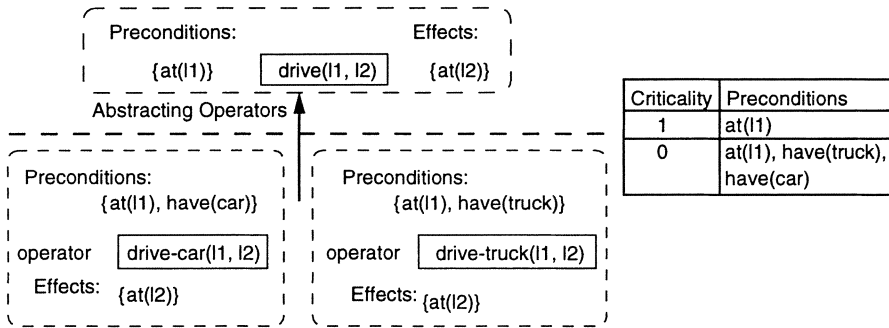 Preconditions: Effects:
{at(l1)} drive(l1, l2) {at(l2)}
Abstracting Operators
Criticality Preconditions
1 at(l1)
0 at(l1), have(truck),
have(car)
Preconditions:
{at(l1), have(car)}
operator drive-car(l1, l2)
Effects: {at(l2)}
Preconditions:
{at(l1), have(truck)}
operator drive-truck(l1, l2)
Effects: {at(l2)}